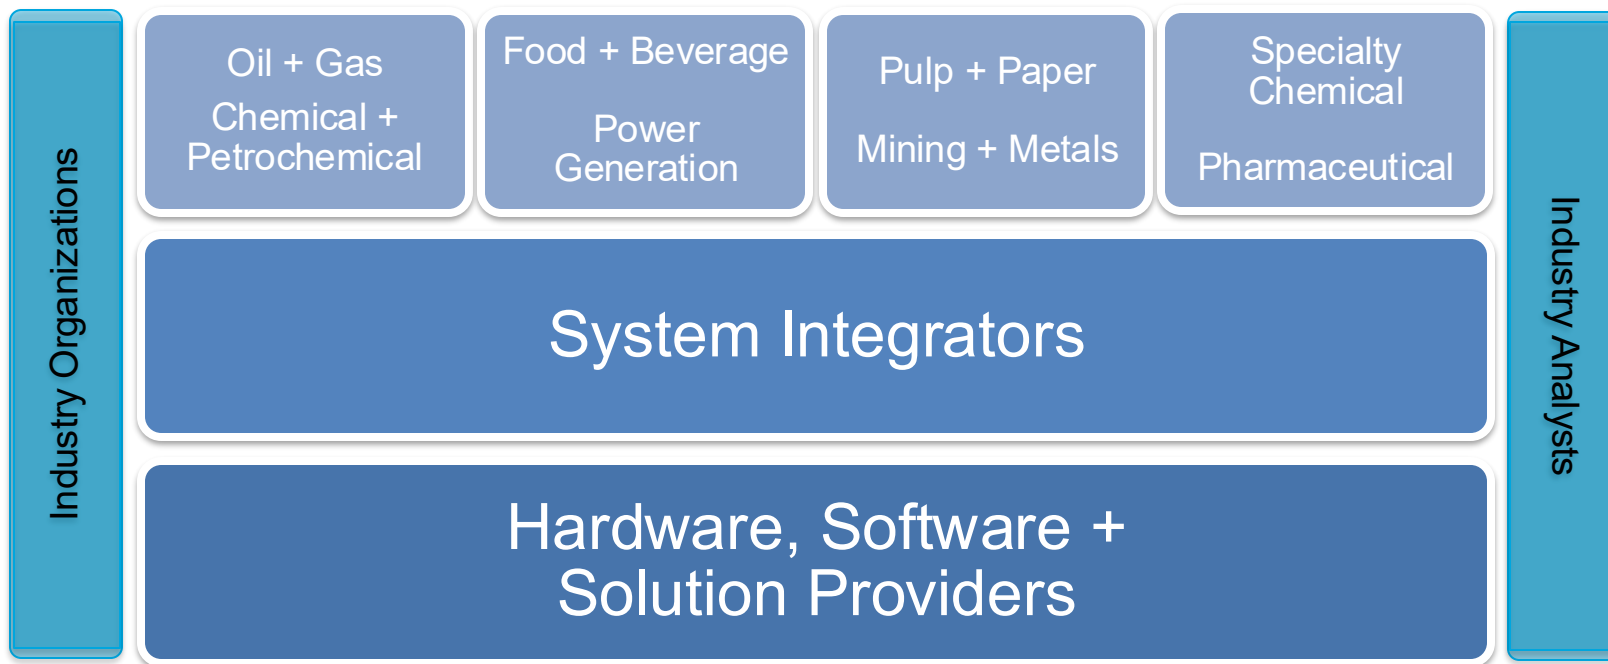 Industry Organizations
Oil + Gas
Chemical +
Petrochemical
Food + Beverage
Power
Generation
Pulp + Paper
Mining + Metals
Specialty
Chemical
Pharmaceutical
System Integrators
Hardware, Software +
Solution Providers
Industry Analysts